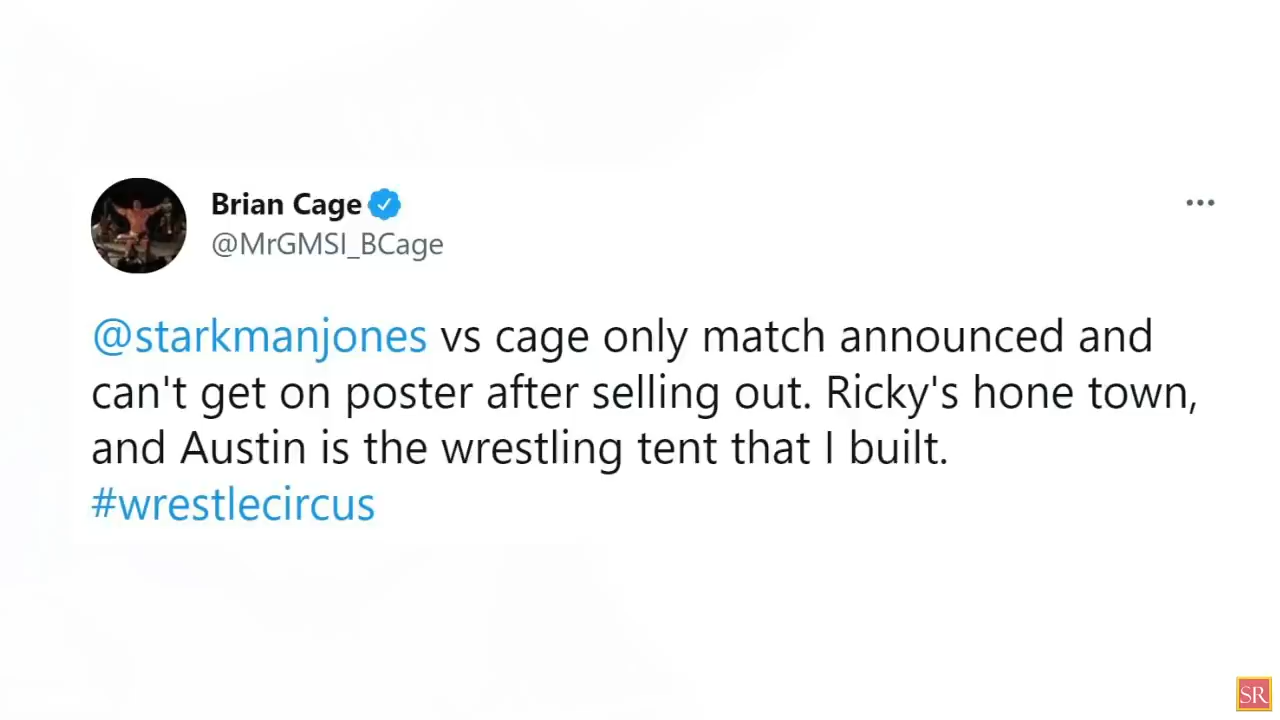 Brian Cage
@MrGMSI_BCage
@starkmanjones vs cage only match announced and
can't get on poster after selling out. Ricky's hone town,
and Austin is the wrestling tent that I built.
#wrestlecircus
SR